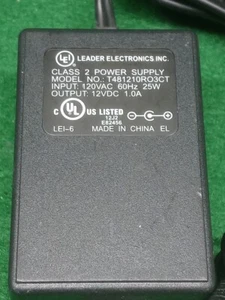 LEI LEADER ELECTRONICS INC.
CLASS 2 POWER SUPPLY
MODEL NO.: T481210RO3CT
INPUT: 120VAC 60Hz 25W
OUTPUT: 12VDC 1.0A
C UL US LISTED
12J2
E82456
LEI-6 MADE IN CHINA EL